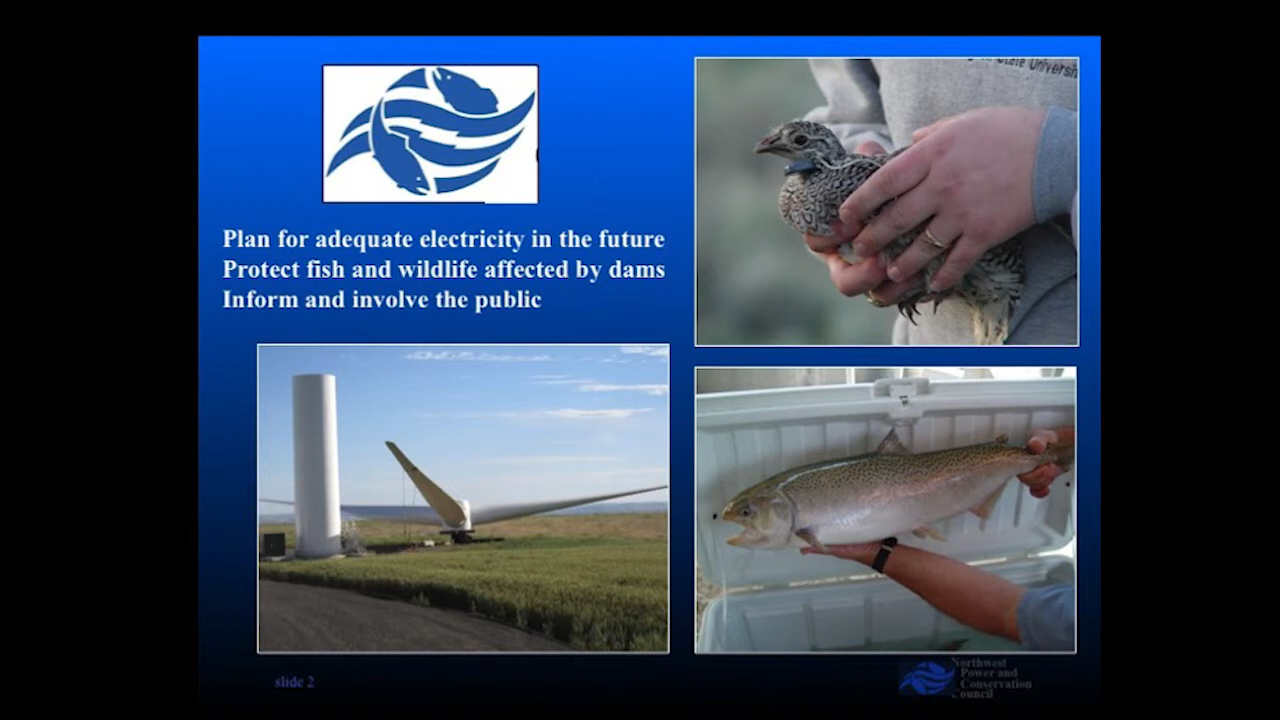 State Universi
Plan for adequate electricity in the future
Protect fish and wildlife affected by dams
Inform and involve the public
slide 2
Northwest
Power and
Conservation
Council